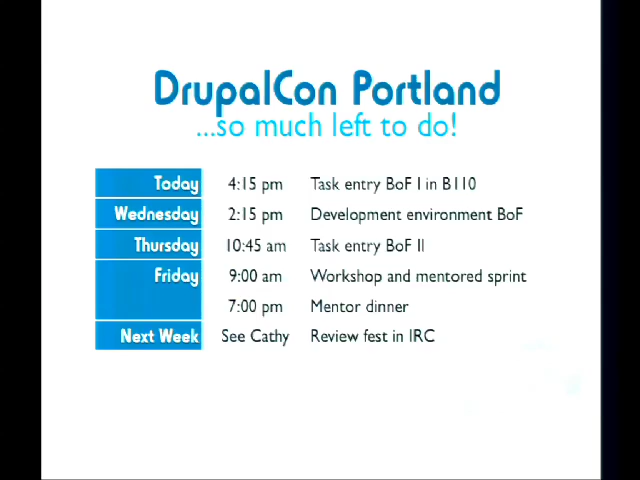 DrupalCon Portland
...so much left to do!
Today 4:15 pm Task entry BoF I in B110
Wednesday 2:15 pm Development environment BoF
Thursday 10:45 am Task entry BoF II
Friday 9:00 am Workshop and mentored sprint
7:00 pm Mentor dinner
Next Week See Cathy Review fest in IRC